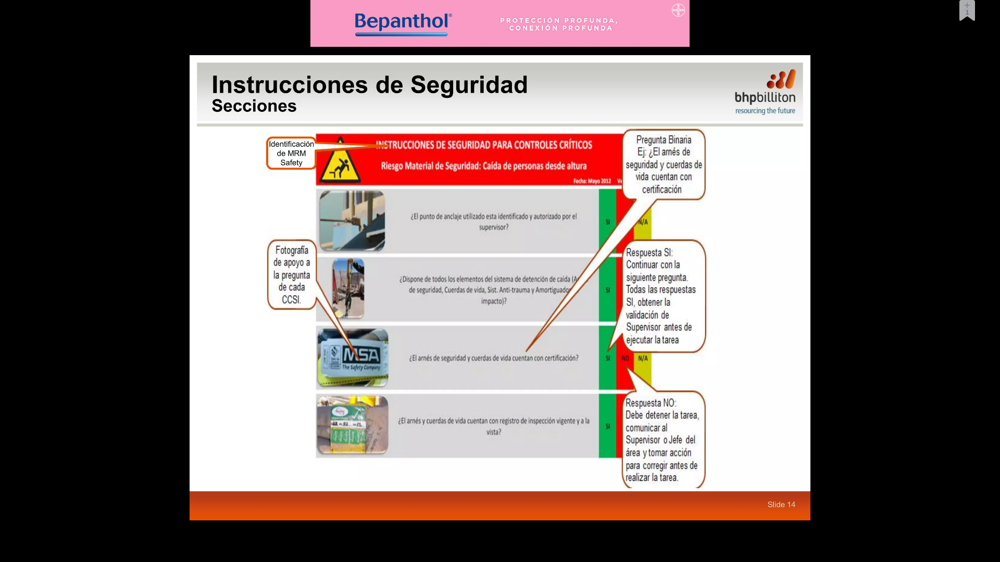 Bepanthol®
PROTECCIÓN PROFUNDA,
CONEXIÓN PROFUNDA
BAYER
+
1
Instrucciones de Seguridad
Secciones
bhpbilliton
resourcing the future
Identificación
de MRM
Safety
INSTRUCCIONES DE SEGURIDAD PARA CONTROLES CRÍTICOS
Riesgo Material de Seguridad: Caída de personas desde altura
Fecha: Mayo 2012
Pregunta Binaria
Ej: ¿El arnés de
seguridad y cuerdas de
vida cuentan con
certificación
¿El punto de anclaje utilizado esta identificado y autorizado por el
supervisor?
SI
N/A
Fotografía
de apoyo a
la pregunta
de cada
CCSI.
¿Dispone de todos los elementos del sistema de detención de caída
de seguridad, Cuerdas de vida, Sist. Anti-trauma y Amortiguador
impacto)?
SI
Respuesta SI:
Continuar con la
siguiente pregunta.
Todas las respuestas
SI, obtener la
validación de
Supervisor antes de
ejecutar la tarea
MSA
The Safety Company
¿El arnés de seguridad y cuerdas de vida cuentan con certificación?
SI NO N/A
¿El arnés y cuerdas de vida cuentan con registro de inspección vigente y a la
vista?
SI
Respuesta NO:
Debe detener la tarea,
comunicar al
Supervisor o Jefe del
área y tomar acción
para corregir antes de
realizar la tarea.
Slide 14